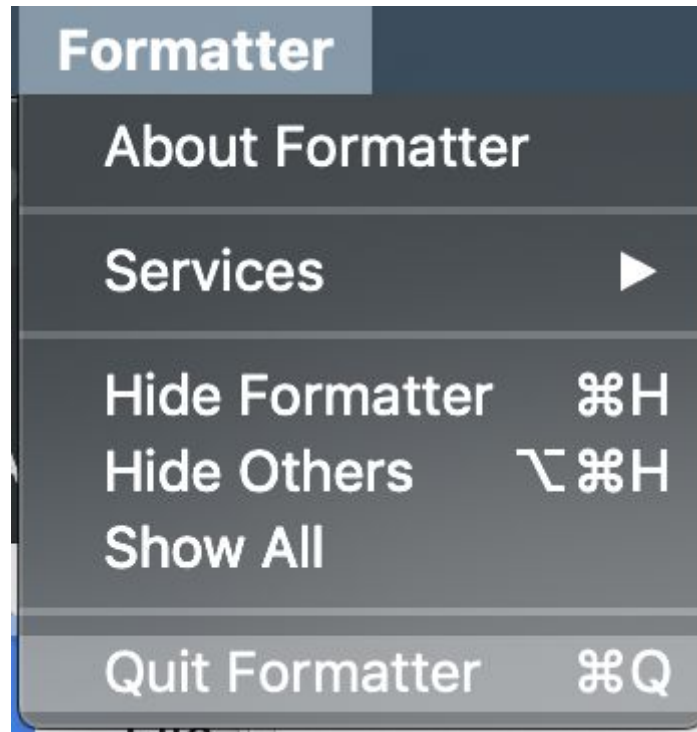 Formatter
About Formatter
Services ▶
Hide Formatter ⌘H
Hide Others ⌥⌘H
Show All
Quit Formatter ⌘Q